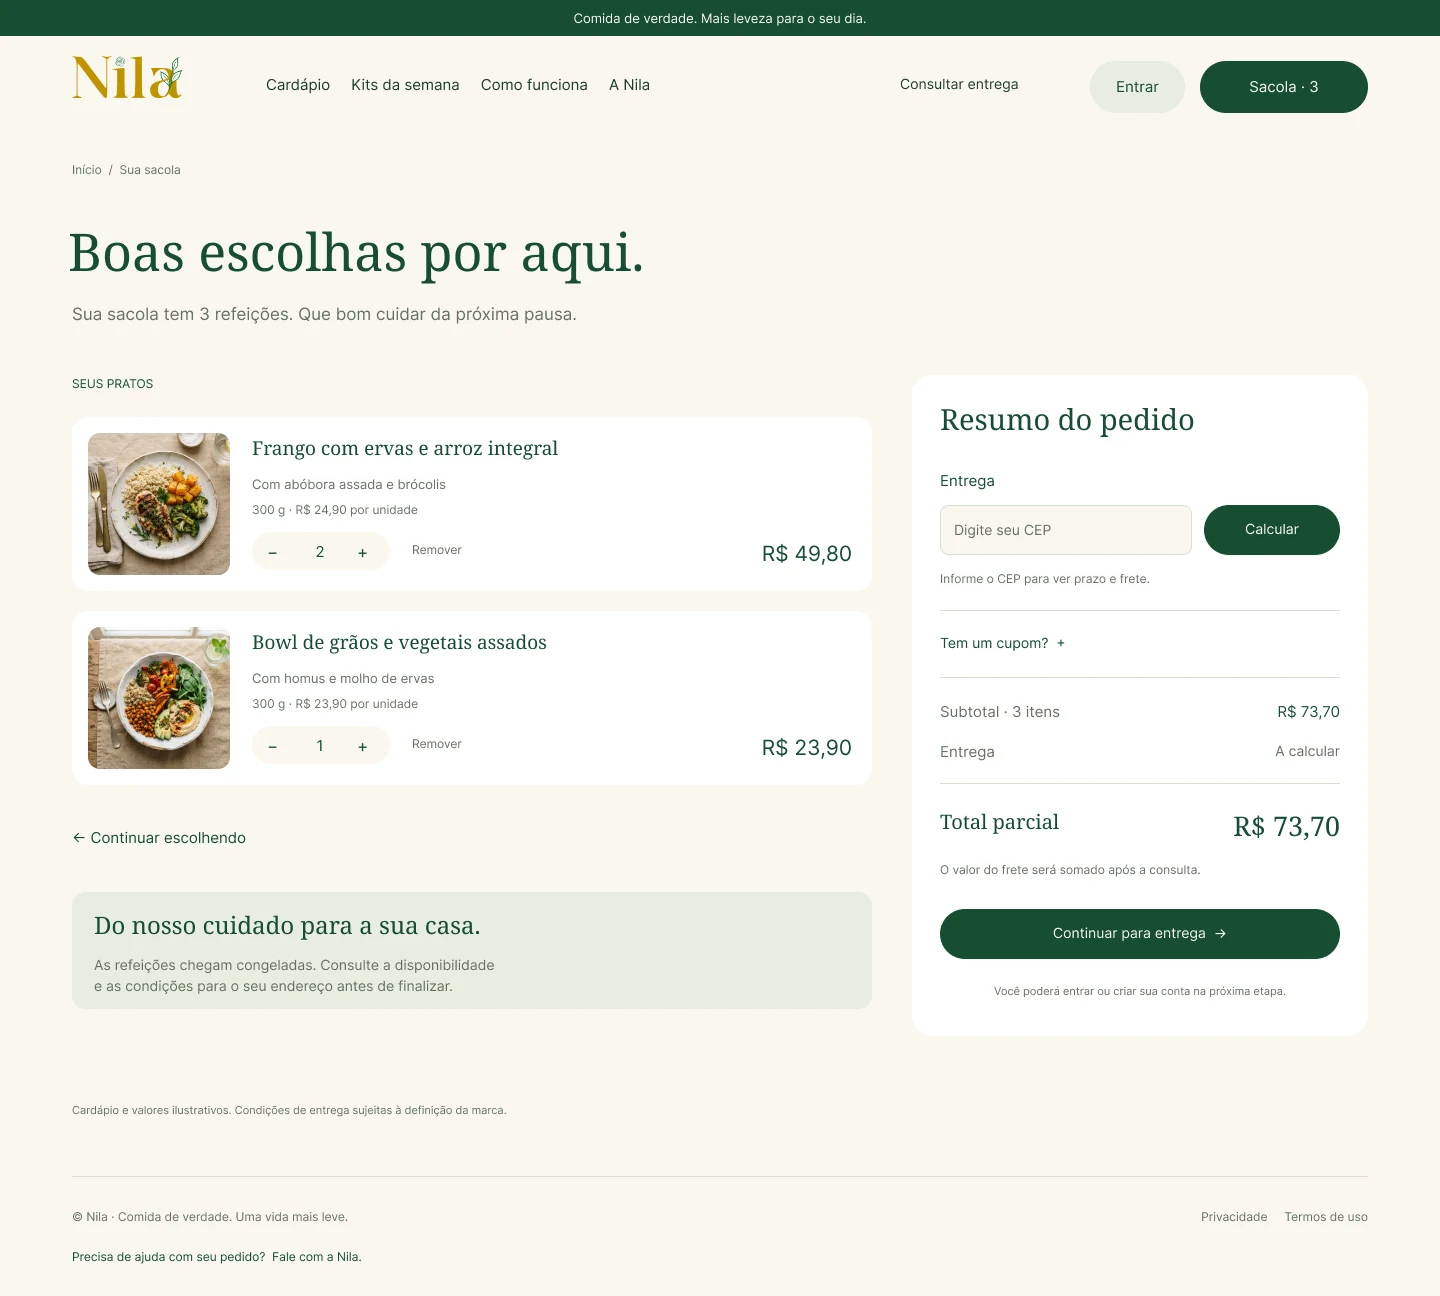 Comida de verdade. Mais leveza para o seu dia.
Nila
Cardápio
Kits da semana
Como funciona
A Nila
Consultar entrega
Entrar
Sacola · 3
Início / Sua sacola
Boas escolhas por aqui.
Sua sacola tem 3 refeições. Que bom cuidar da próxima pausa.
SEUS PRATOS
Frango com ervas e arroz integral
Com abóbora assada e brócolis
300 g · R$ 24,90 por unidade
− 2 +
Remover
R$ 49,80
Bowl de grãos e vegetais assados
Com homus e molho de ervas
300 g · R$ 23,90 por unidade
− 1 +
Remover
R$ 23,90
← Continuar escolhendo
Do nosso cuidado para a sua casa.
As refeições chegam congeladas. Consulte a disponibilidade
e as condições para o seu endereço antes de finalizar.
Resumo do pedido
Entrega
Digite seu CEP
Calcular
Informe o CEP para ver prazo e frete.
Tem um cupom? +
Subtotal · 3 itens
R$ 73,70
Entrega
A calcular
Total parcial
R$ 73,70
O valor do frete será somado após a consulta.
Continuar para entrega →
Você poderá entrar ou criar sua conta na próxima etapa.
Cardápio e valores ilustrativos. Condições de entrega sujeitas à definição da marca.
© Nila · Comida de verdade. Uma vida mais leve.
Privacidade
Termos de uso
Precisa de ajuda com seu pedido? Fale com a Nila.